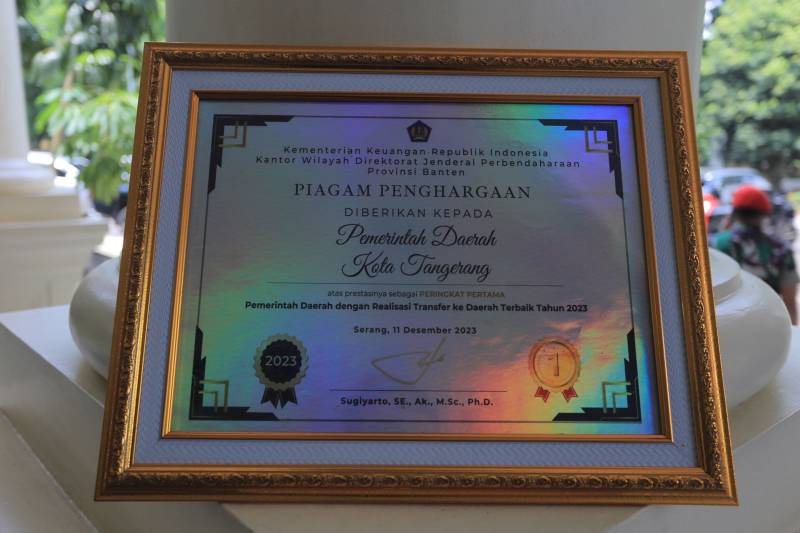 Kementerian Keuangan Republik Indonesia
Kantor Wilayah Direktorat Jenderal Perbendaharaan
Provinsi Banten
PIAGAM PENGHARGAAN
DIBERIKAN KEPADA
Pemerintah Daerah
Kota Tangerang
atas prestasinya sebagai PERINGKAT PERTAMA
Pemerintah Daerah dengan Realisasi Transfer ke Daerah Terbaik Tahun 2023
Serang, 11 Desember 2023
2023
1
Sugiyarto, SE., Ak., M.Sc., Ph.D.